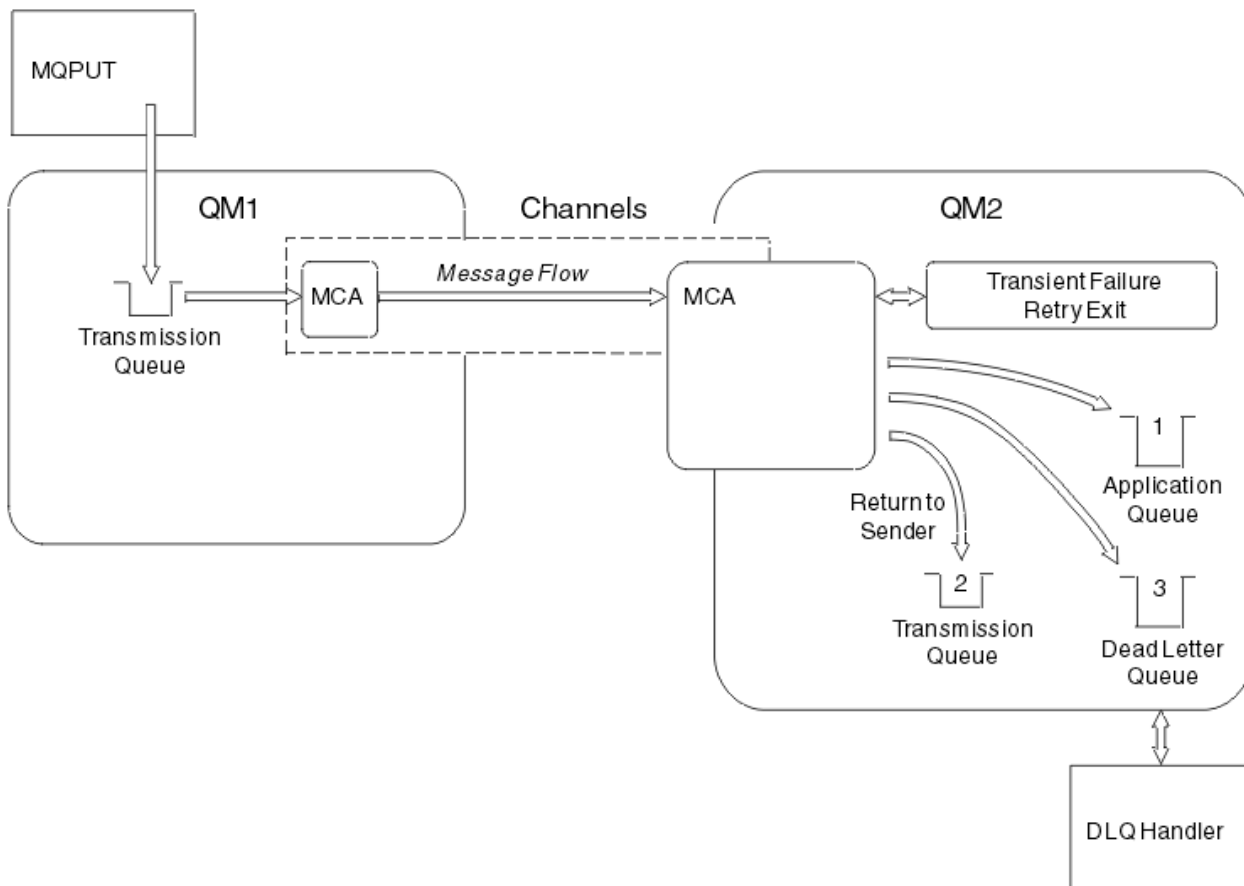 MQPUT
QM1
Channels
QM2
Message Flow
MCA
MCA
Transient Failure
Retry Exit
Transmission
Queue
1
Application
Queue
Return to
Sender
2
Transmission
Queue
3
Dead Letter
Queue
DLQ Handler